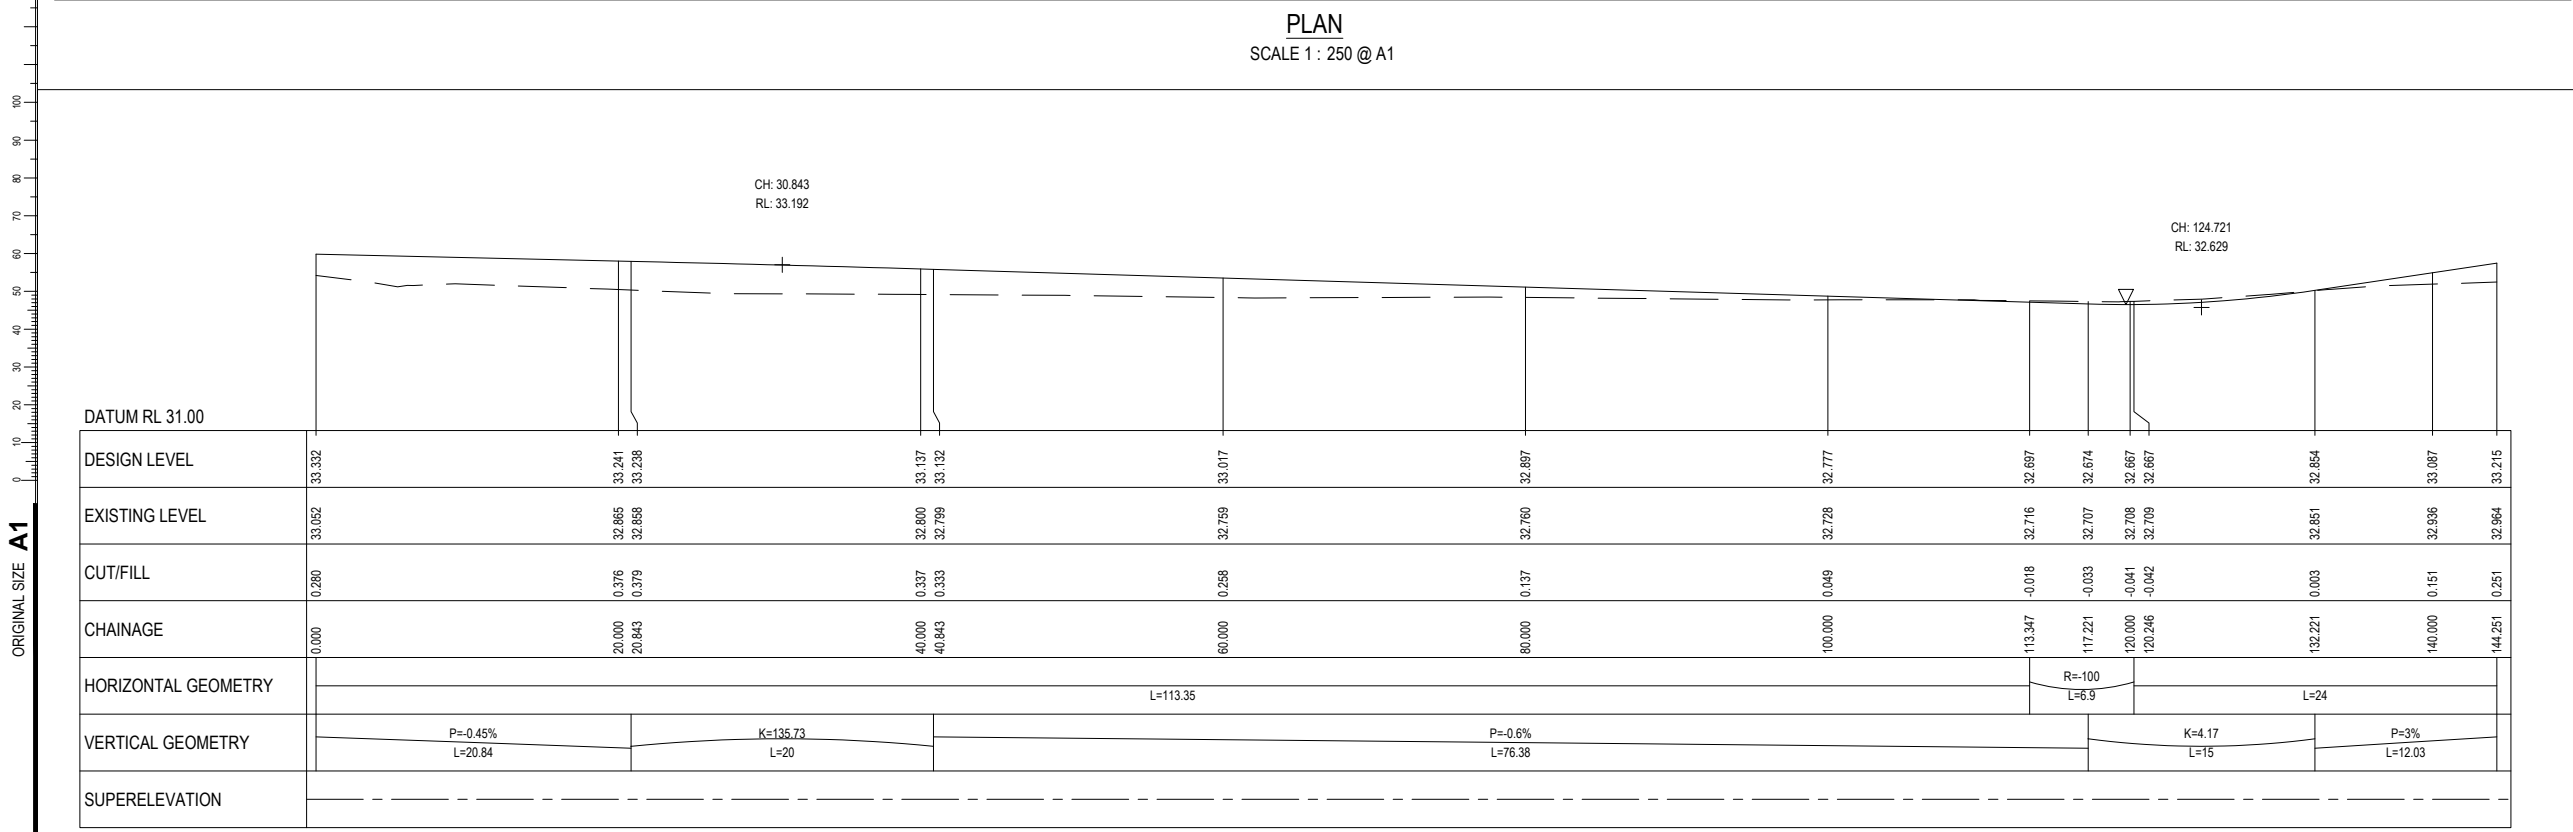 PLAN
SCALE 1 : 250 @ A1
100
90
80
70
60
50
40
30
20
10
0
ORIGINAL SIZE A1
CH: 30.843
RL: 33.192
CH: 124.721
RL: 32.629
DATUM RL 31.00
DESIGN LEVEL 33.332 33.241 33.238 33.137 33.132 33.017 32.897 32.777 32.697 32.674 32.667 32.667 32.854 33.087 33.215
EXISTING LEVEL 33.052 32.865 32.858 32.800 32.799 32.759 32.760 32.728 32.716 32.707 32.708 32.709 32.851 32.936 32.964
CUT/FILL 0.280 0.376 0.379 0.337 0.333 0.258 0.137 0.049 -0.018 -0.033 -0.041 -0.042 0.003 0.151 0.251
CHAINAGE 0.000 20.000 20.843 40.000 40.843 60.000 80.000 100.000 113.347 117.221 120.000 120.246 132.221 140.000 144.251
HORIZONTAL GEOMETRY
R=-100
L=113.35 L=6.9 L=24
VERTICAL GEOMETRY
P=-0.45% K=135.73 P=-0.6% K=4.17 P=3%
L=20.84 L=20 L=76.38 L=15 L=12.03
SUPERELEVATION